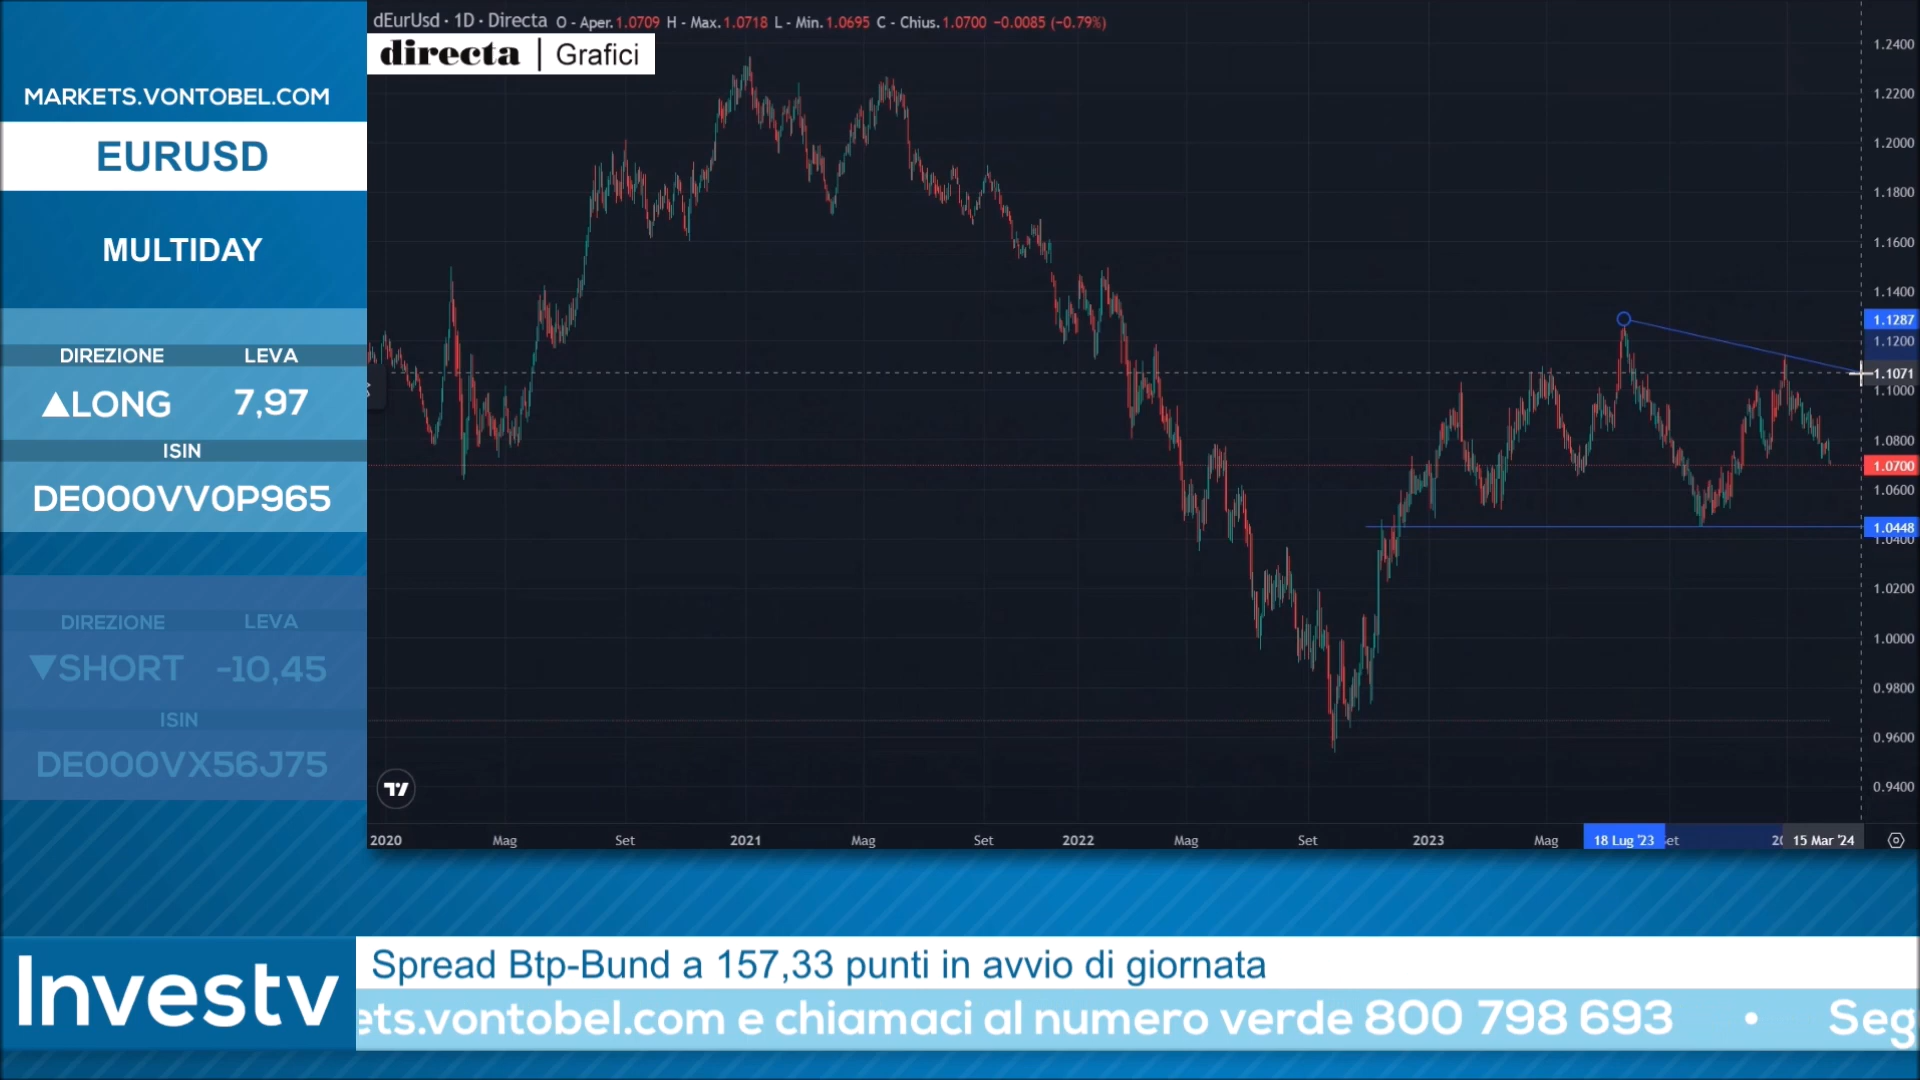 MARKETS.VONTOBEL.COM
EURUSD
MULTIDAY
DIREZIONE LEVA
▲LONG 7,97
ISIN
DE000VV0P965
DIREZIONE LEVA
▼SHORT -10,45
ISIN
DE000VX56J75
dEurUsd · 1D · Directa O - Aper.1.0709 H - Max.1.0718 L - Min.1.0695 C - Chius.1.0700 −0.0085 (−0.79%)
directa | Grafici
1.2400
1.2200
1.2000
1.1800
1.1600
1.1400
1.1287
1.1200
1.1071
1.1000
1.0800
1.0700
1.0600
1.0448
1.0400
1.0200
1.0000
0.9800
0.9600
0.9400
2020 Mag Set 2021 Mag Set 2022 Mag Set 2023 Mag 18 Lug '23 et 20 15 Mar '24
Investv
Spread Btp-Bund a 157,33 punti in avvio di giornata
ets.vontobel.com e chiamaci al numero verde 800 798 693 • Seg